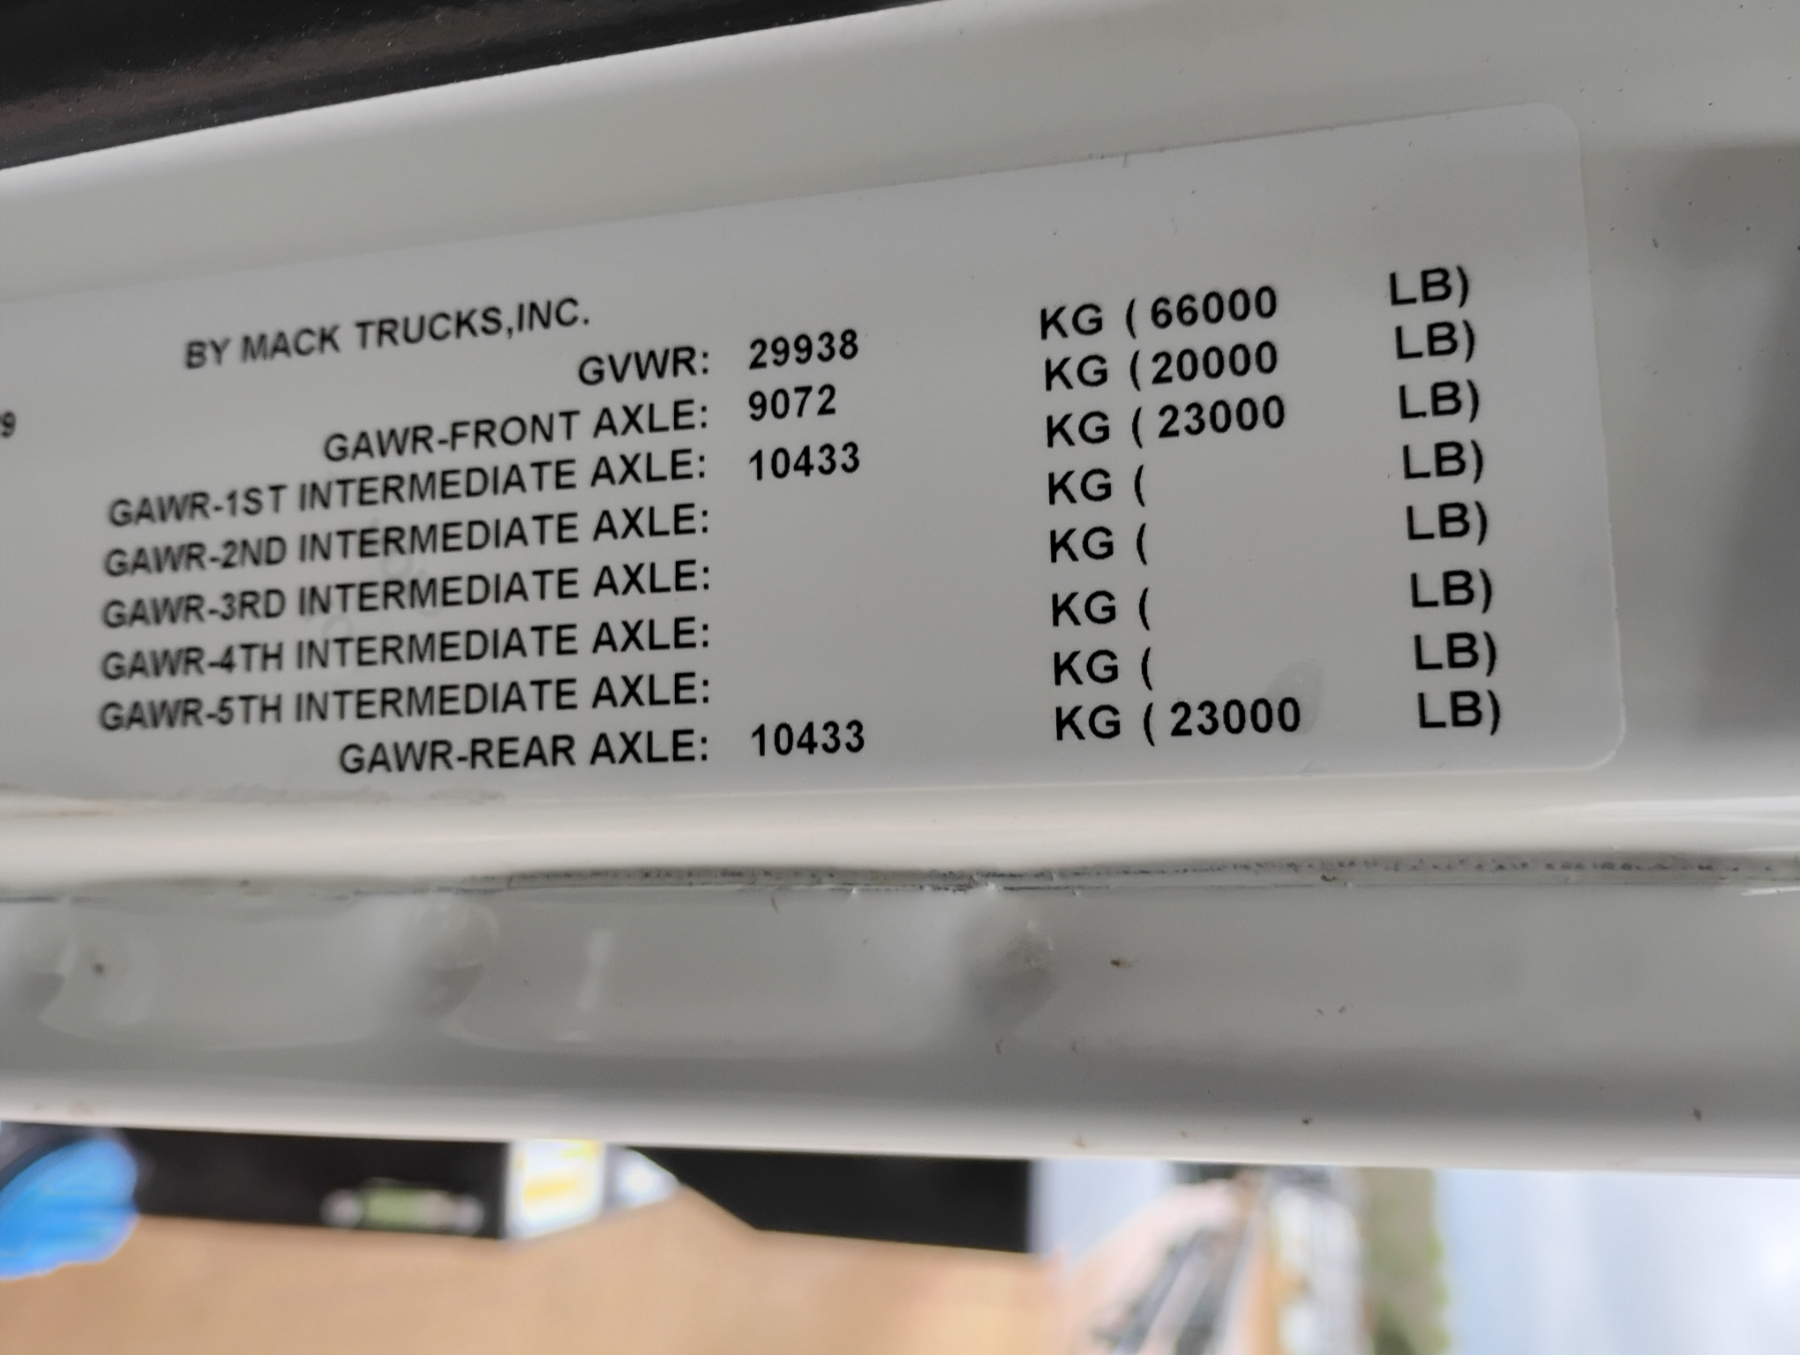 BY MACK TRUCKS,INC.
GVWR: 29938 KG ( 66000 LB)
GAWR-FRONT AXLE: 9072 KG ( 20000 LB)
GAWR-1ST INTERMEDIATE AXLE: 10433 KG ( 23000 LB)
GAWR-2ND INTERMEDIATE AXLE: KG ( LB)
GAWR-3RD INTERMEDIATE AXLE: KG ( LB)
GAWR-4TH INTERMEDIATE AXLE: KG ( LB)
GAWR-5TH INTERMEDIATE AXLE: KG ( LB)
GAWR-REAR AXLE: 10433 KG ( 23000 LB)